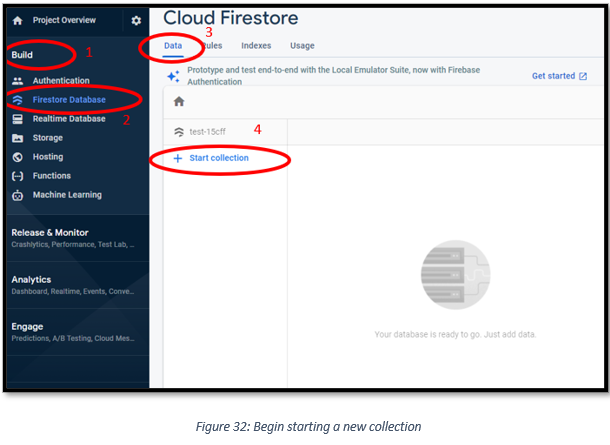 Project Overview
Build
1
Authentication
Firestore Database
2
Realtime Database
Storage
Hosting
Functions
Machine Learning
Release & Monitor
Crashlytics, Performance, Test Lab, ...
Analytics
Dashboard, Realtime, Events, Conve...
Engage
Predictions, A/B Testing, Cloud Mes...
Cloud Firestore
3
Data Rules Indexes Usage
Prototype and test end-to-end with the Local Emulator Suite, now with Firebase
Authentication
Get started
test-15cff
4
+ Start collection
Your database is ready to go. Just add data.
Figure 32: Begin starting a new collection